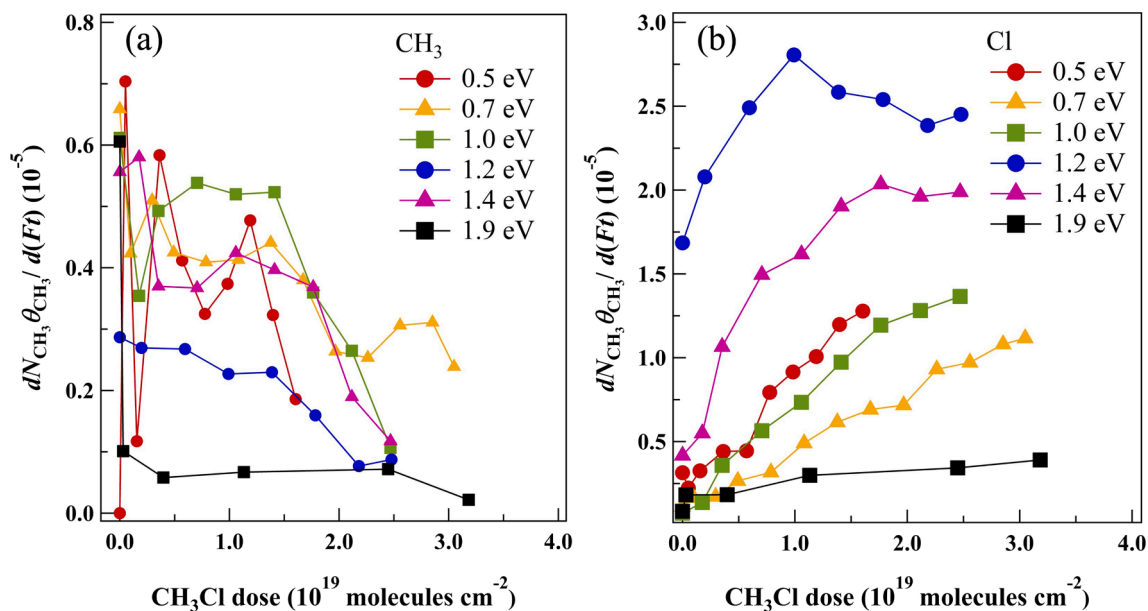 (a)
CH₃
0.5 eV
0.7 eV
1.0 eV
1.2 eV
1.4 eV
1.9 eV
0.8
0.6
0.4
0.2
0.0
dN_CH₃ θ_CH₃ / d(Ft) (10⁻⁵)
0.0 1.0 2.0 3.0 4.0
CH₃Cl dose (10¹⁹ molecules cm⁻²)
(b)
Cl
0.5 eV
0.7 eV
1.0 eV
1.2 eV
1.4 eV
1.9 eV
3.0
2.5
2.0
1.5
1.0
0.5
dN_CH₃ θ_CH₃ / d(Ft) (10⁻⁵)
0.0 1.0 2.0 3.0 4.0
CH₃Cl dose (10¹⁹ molecules cm⁻²)